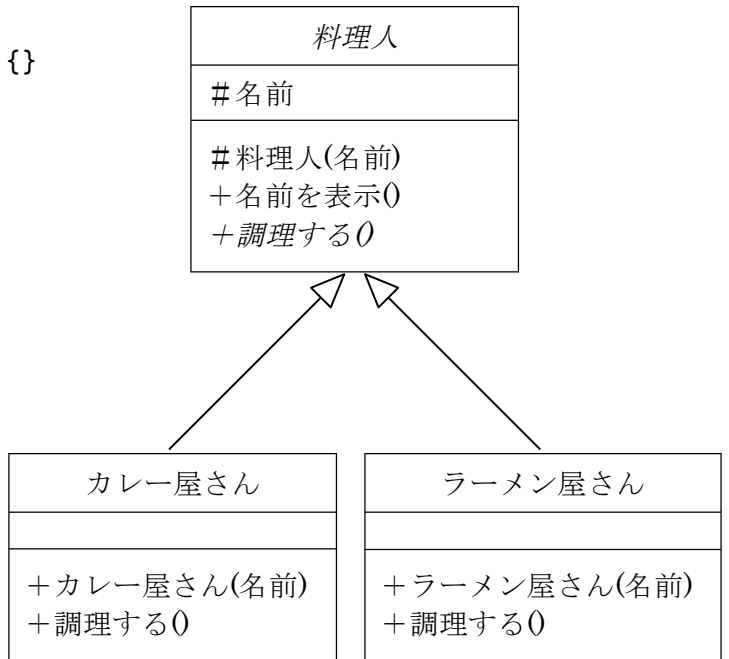 {}
料理人
#名前
#料理人(名前)
+名前を表示()
+調理する()
カレー屋さん
+カレー屋さん(名前)
+調理する()
ラーメン屋さん
+ラーメン屋さん(名前)
+調理する()